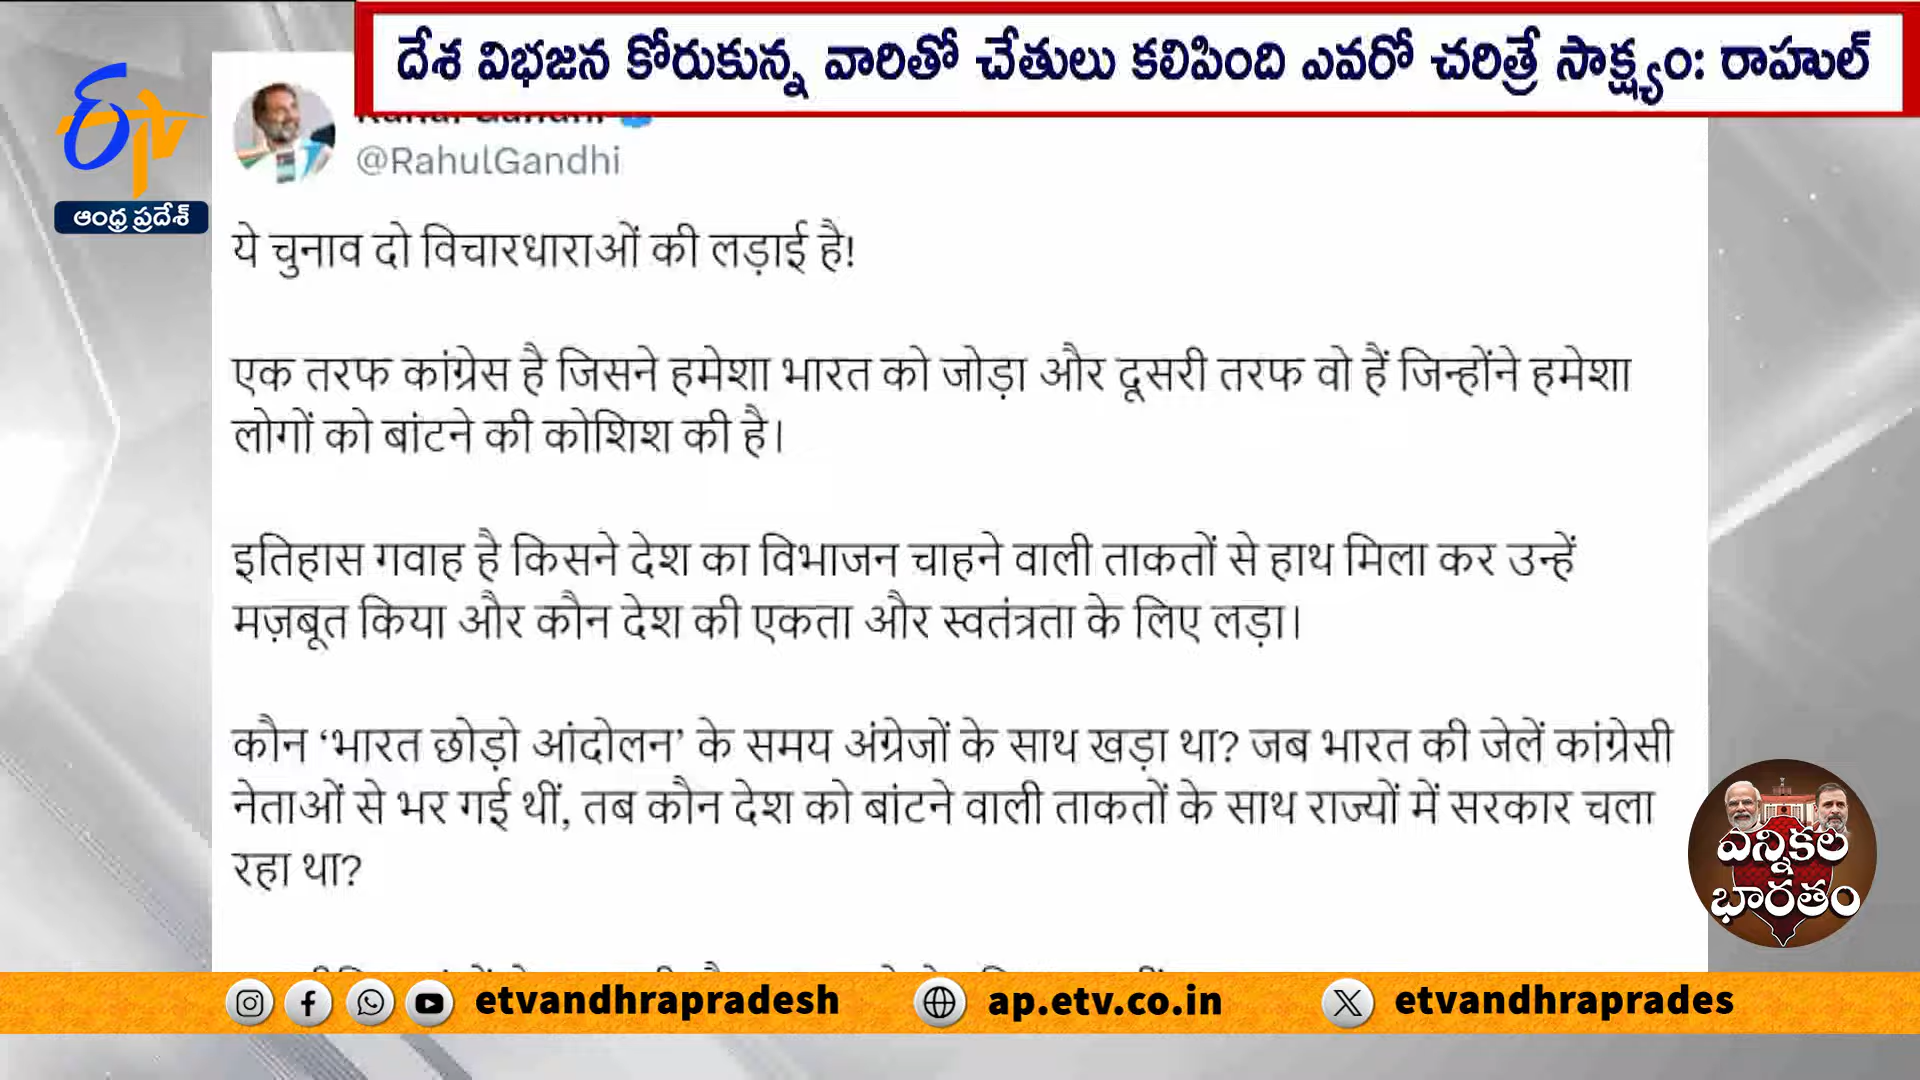 దేశ విభజన కోరుకున్న వారితో చేతులు కలిపింది ఎవరో చరిత్రే సాక్ష్యం: రాహుల్
ETV
ఆంధ్ర ప్రదేశ్
@RahulGandhi
ये चुनाव दो विचारधाराओं की लड़ाई है!
एक तरफ कांग्रेस है जिसने हमेशा भारत को जोड़ा और दूसरी तरफ वो हैं जिन्होंने हमेशा
लोगों को बांटने की कोशिश की है।
इतिहास गवाह है किसने देश का विभाजन चाहने वाली ताकतों से हाथ मिला कर उन्हें
मज़बूत किया और कौन देश की एकता और स्वतंत्रता के लिए लड़ा।
कौन ‘भारत छोड़ो आंदोलन’ के समय अंग्रेजों के साथ खड़ा था? जब भारत की जेलें कांग्रेसी
नेताओं से भर गई थीं, तब कौन देश को बांटने वाली ताकतों के साथ राज्यों में सरकार चला
रहा था?
ఎన్నికల
భారతం
etvandhrapradesh
ap.etv.co.in
etvandhraprades